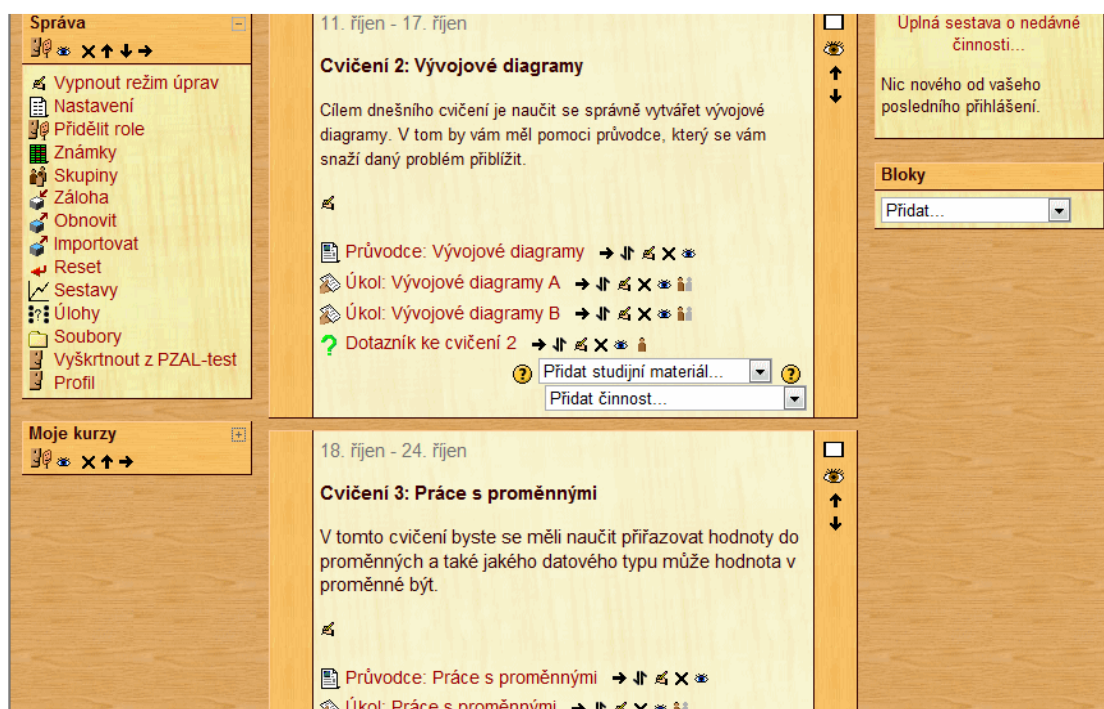 Správa
Vypnout režim úprav
Nastavení
Přidělit role
Známky
Skupiny
Záloha
Obnovit
Importovat
Reset
Sestavy
Úlohy
Soubory
Vyškrtnout z PZAL-test
Profil
Moje kurzy
11. říjen - 17. říjen
Cvičení 2: Vývojové diagramy
Cílem dnešního cvičení je naučit se správně vytvářet vývojové
diagramy. V tom by vám měl pomoci průvodce, který se vám
snaží daný problém přiblížit.
Průvodce: Vývojové diagramy
Úkol: Vývojové diagramy A
Úkol: Vývojové diagramy B
Dotazník ke cvičení 2
Přidat studijní materiál...
Přidat činnost...
18. říjen - 24. říjen
Cvičení 3: Práce s proměnnými
V tomto cvičení byste se měli naučit přiřazovat hodnoty do
proměnných a také jakého datového typu může hodnota v
proměnné být.
Průvodce: Práce s proměnnými
Úkol: Práce s proměnnými
Úplná sestava o nedávné
činnosti...
Nic nového od vašeho
posledního přihlášení.
Bloky
Přidat...